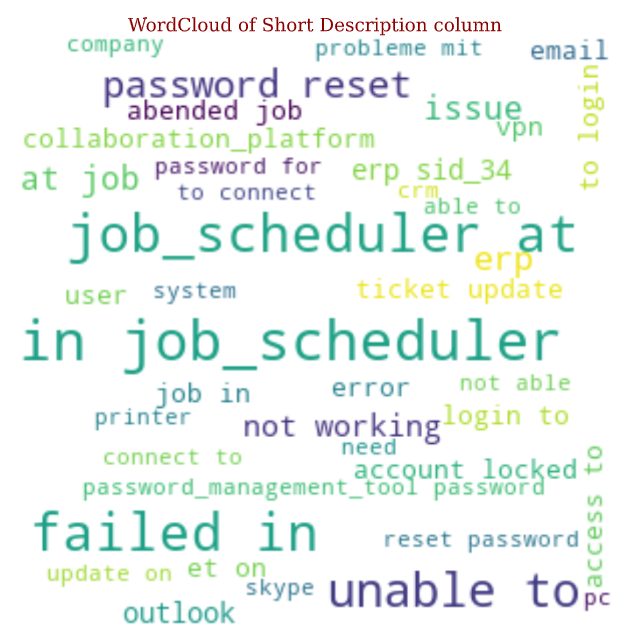 WordCloud of Short Description column
company
probleme mit
email
password reset
to login
abended job
issue
vpn
collaboration_platform
at job
password for
erp sid_34
to connect
crm
able to
job_scheduler at
erp
user
system
ticket update
in job_scheduler
job in
error
not able
printer
not working
login to
need
connect to
account locked
access to
password_management_tool password
failed in
reset password
update on
et on
skype
unable to
pc
outlook